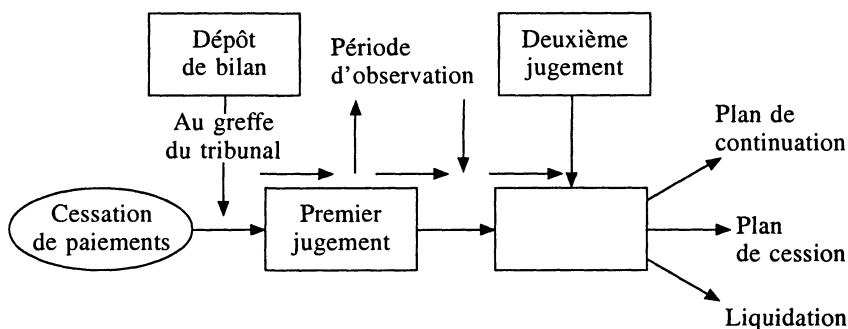 Dépôt
de bilan
Période
d'observation
Deuxième
jugement
Au greffe
du tribunal
Plan de
continuation
Cessation
de paiements
Premier
jugement
Plan
de cession
Liquidation